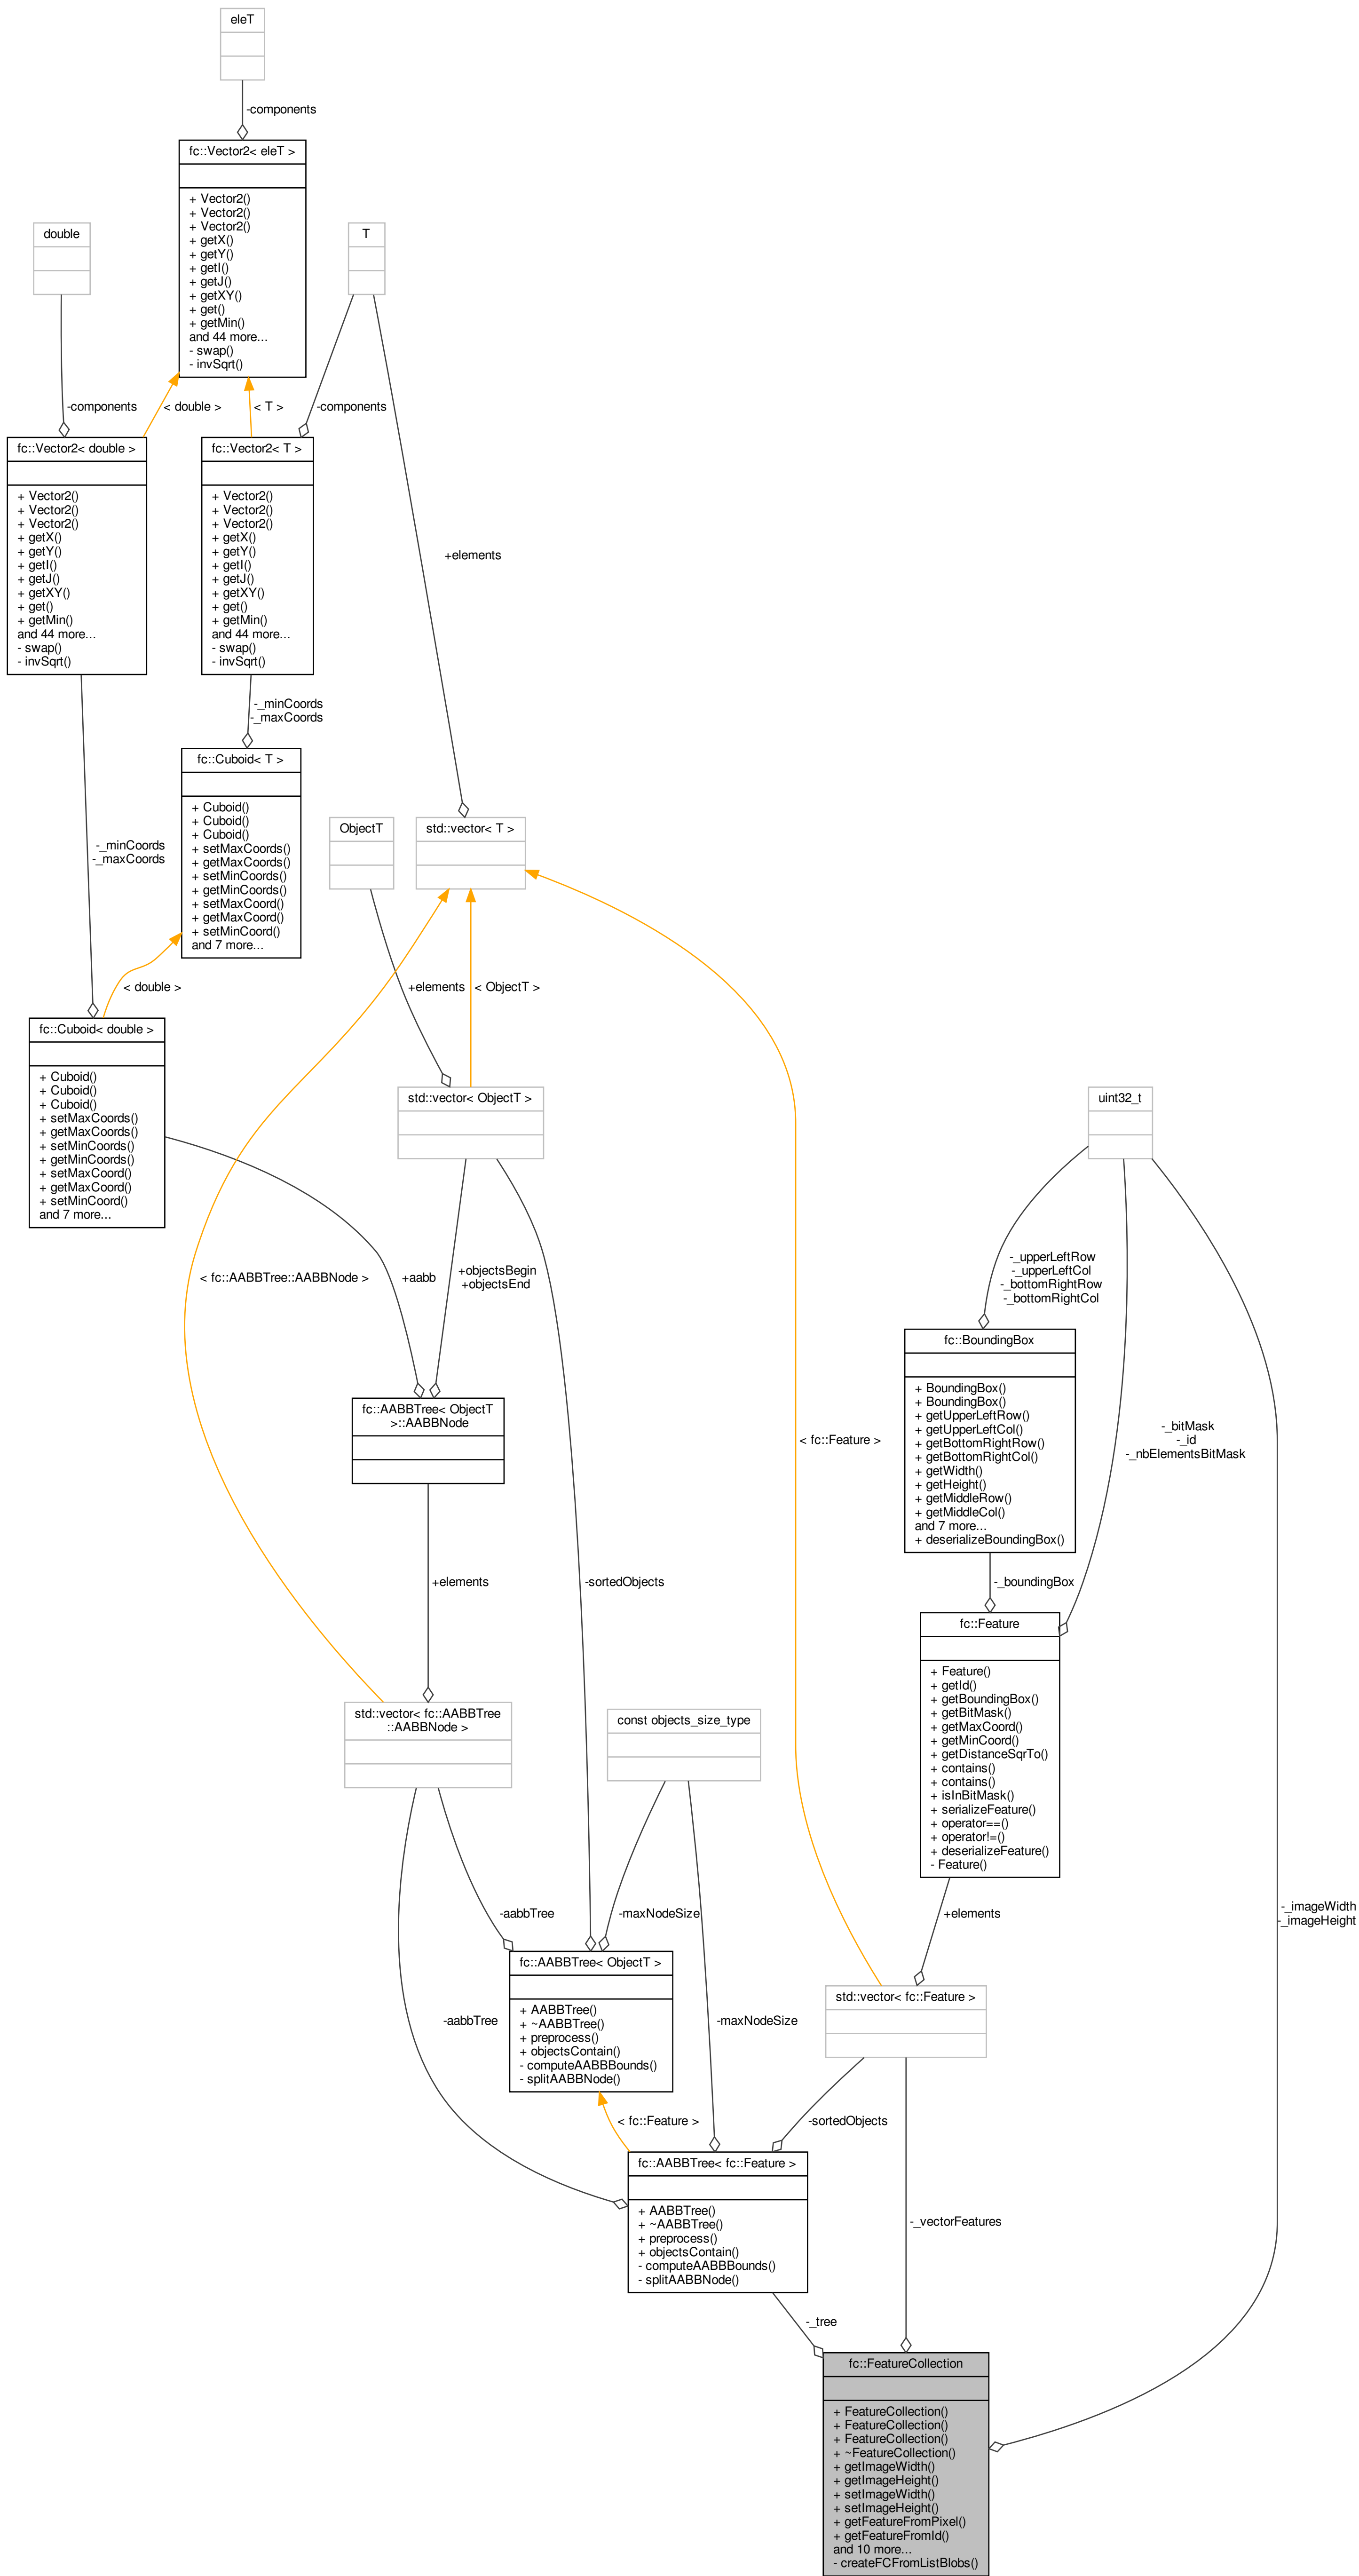 eleT
-components
fc::Vector2< eleT >
+ Vector2()
+ Vector2()
+ Vector2()
+ getX()
+ getY()
+ getI()
+ getJ()
+ getXY()
+ get()
+ getMin()
and 44 more...
- swap()
- invSqrt()
double
T
-components
< double >
< T >
-components
fc::Vector2< double >
+ Vector2()
+ Vector2()
+ Vector2()
+ getX()
+ getY()
+ getI()
+ getJ()
+ getXY()
+ get()
+ getMin()
and 44 more...
- swap()
- invSqrt()
fc::Vector2< T >
+ Vector2()
+ Vector2()
+ Vector2()
+ getX()
+ getY()
+ getI()
+ getJ()
+ getXY()
+ get()
+ getMin()
and 44 more...
- swap()
- invSqrt()
+elements
-_minCoords
-_maxCoords
fc::Cuboid< T >
+ Cuboid()
+ Cuboid()
+ Cuboid()
+ setMaxCoords()
+ getMaxCoords()
+ setMinCoords()
+ getMinCoords()
+ setMaxCoord()
+ getMaxCoord()
+ setMinCoord()
and 7 more...
ObjectT
std::vector< T >
-_minCoords
-_maxCoords
< double >
+elements
< ObjectT >
fc::Cuboid< double >
+ Cuboid()
+ Cuboid()
+ Cuboid()
+ setMaxCoords()
+ getMaxCoords()
+ setMinCoords()
+ getMinCoords()
+ setMaxCoord()
+ getMaxCoord()
+ setMinCoord()
and 7 more...
std::vector< ObjectT >
uint32_t
< fc::AABBTree::AABBNode >
+aabb
+objectsBegin
+objectsEnd
-_upperLeftRow
-_upperLeftCol
-_bottomRightRow
-_bottomRightCol
fc::BoundingBox
+ BoundingBox()
+ BoundingBox()
+ getUpperLeftRow()
+ getUpperLeftCol()
+ getBottomRightRow()
+ getBottomRightCol()
+ getWidth()
+ getHeight()
+ getMiddleRow()
+ getMiddleCol()
and 7 more...
+ deserializeBoundingBox()
fc::AABBTree< ObjectT
>::AABBNode
< fc::Feature >
-_bitMask
-_id
-_nbElementsBitMask
+elements
-sortedObjects
-_boundingBox
fc::Feature
+ Feature()
+ getId()
+ getBoundingBox()
+ getBitMask()
+ getMaxCoord()
+ getMinCoord()
+ getDistanceSqrTo()
+ contains()
+ contains()
+ isInBitMask()
+ serializeFeature()
+ operator==()
+ operator!=()
+ deserializeFeature()
- Feature()
std::vector< fc::AABBTree
::AABBNode >
const objects_size_type
-aabbTree
-maxNodeSize
+elements
-_imageWidth
-_imageHeight
fc::AABBTree< ObjectT >
+ AABBTree()
+ ~AABBTree()
+ preprocess()
+ objectsContain()
- computeAABBBounds()
- splitAABBNode()
std::vector< fc::Feature >
-aabbTree
-maxNodeSize
< fc::Feature >
-sortedObjects
fc::AABBTree< fc::Feature >
+ AABBTree()
+ ~AABBTree()
+ preprocess()
+ objectsContain()
- computeAABBBounds()
- splitAABBNode()
-_vectorFeatures
-_tree
fc::FeatureCollection
+ FeatureCollection()
+ FeatureCollection()
+ FeatureCollection()
+ ~FeatureCollection()
+ getImageWidth()
+ getImageHeight()
+ setImageWidth()
+ setImageHeight()
+ getFeatureFromPixel()
+ getFeatureFromId()
and 10 more...
- createFCFromListBlobs()